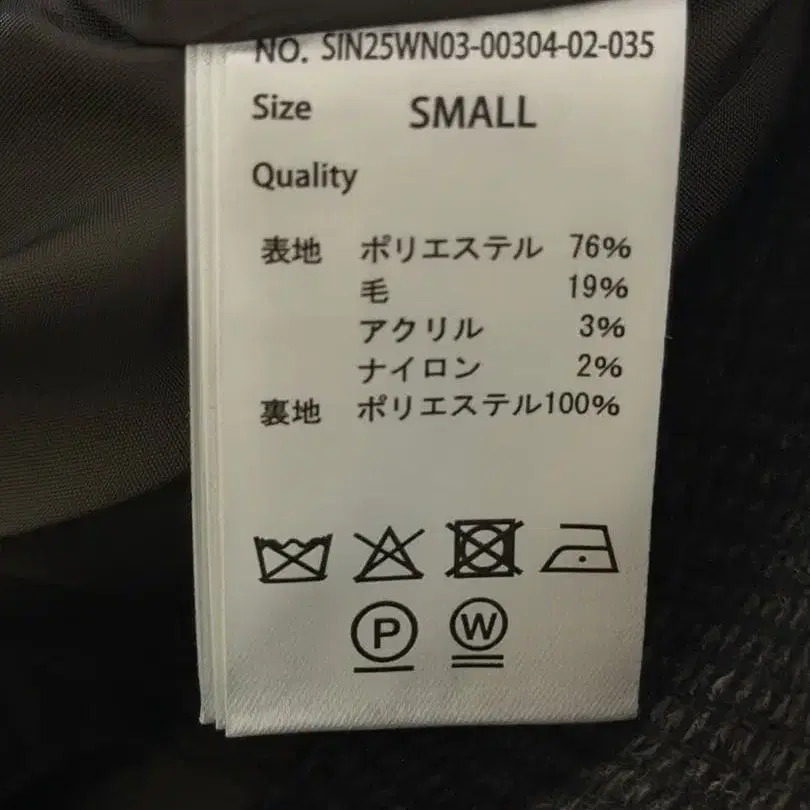 NO. SIN25WN03-00304-02-035
Size SMALL
Quality
表地 ポリエステル 76%
毛 19%
アクリル 3%
ナイロン 2%
裏地 ポリエステル100%
P W